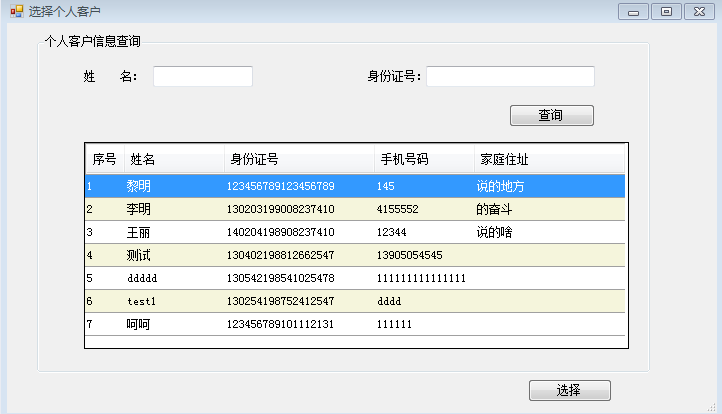 选择个人客户
个人客户信息查询
姓 名： 身份证号：
查询
序号 姓名 身份证号 手机号码 家庭住址
1 黎明 123456789123456789 145 说的地方
2 李明 130203199008237410 4155552 的奋斗
3 王丽 140204198908237410 12344 说的啥
4 测试 130402198812662547 13905054545
5 ddddd 130542198541025478 111111111111111
6 test1 130254198752412547 dddd
7 呵呵 123456789101112131 111111
选择